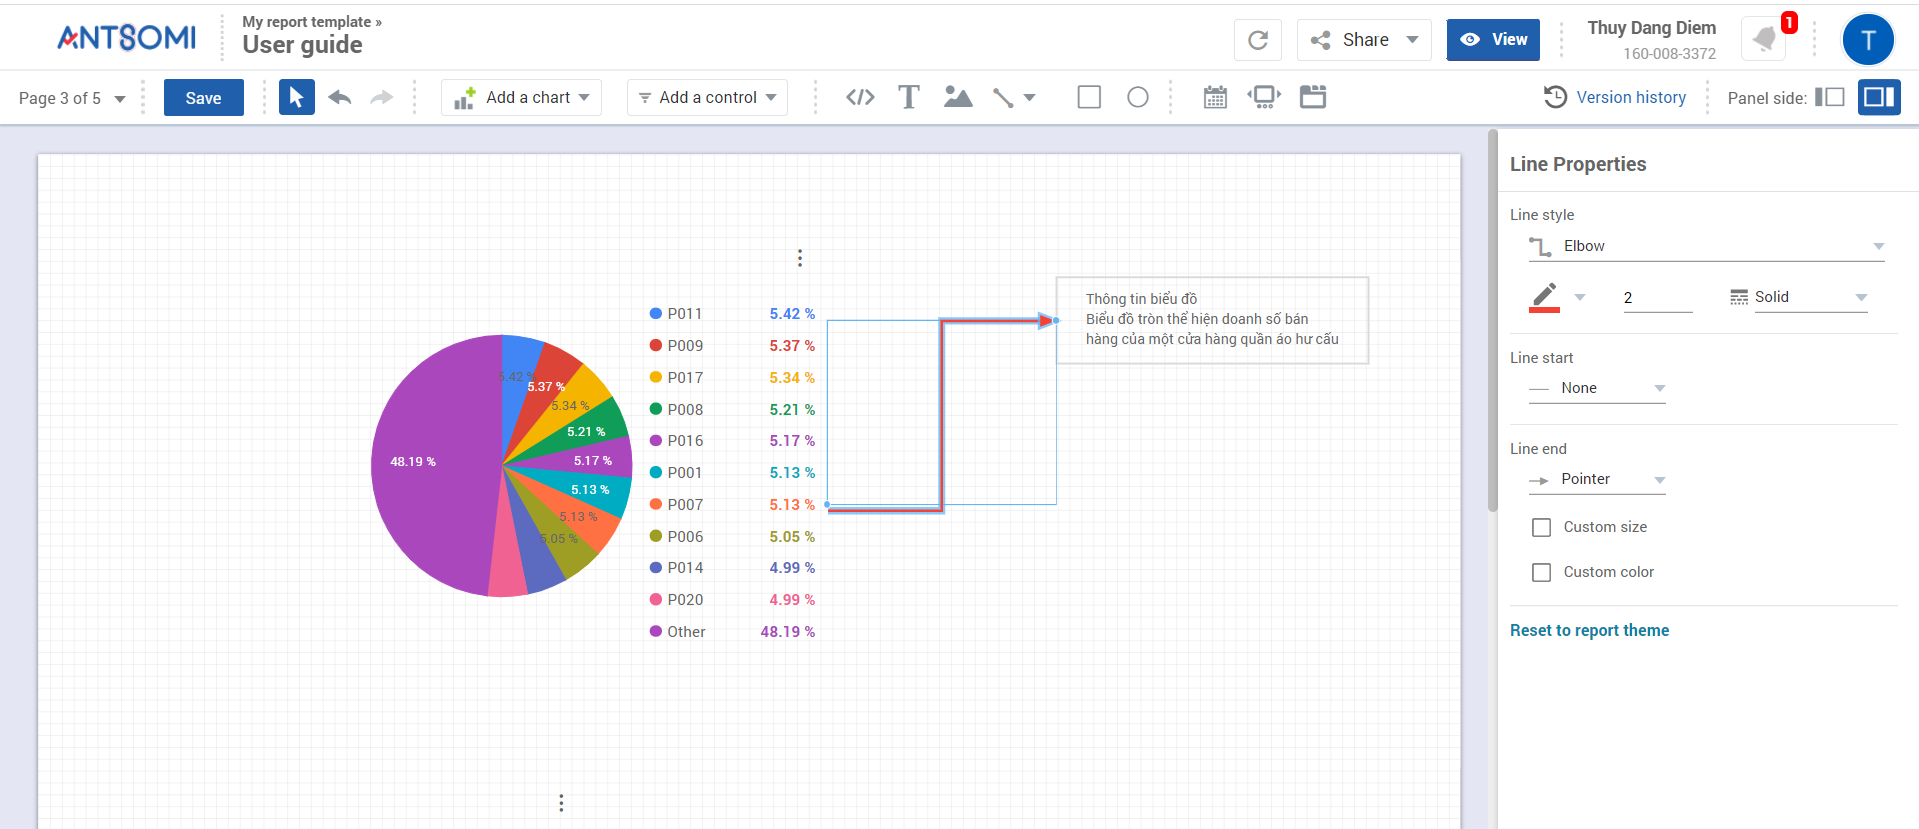 ANTSOMI
My report template »
User guide
Share
View
Thuy Dang Diem
160-008-3372
1
T
Page 3 of 5
Save
Add a chart
Add a control
T
Version history
Panel side:
Line Properties
Line style
Elbow
2
Solid
Line start
None
Line end
Pointer
Custom size
Custom color
Reset to report theme
Thông tin biểu đồ
Biểu đồ tròn thể hiện doanh số bán
hàng của một cửa hàng quần áo hư cấu
P011 5.42 %
P009 5.37 %
P017 5.34 %
P008 5.21 %
P016 5.17 %
P001 5.13 %
P007 5.13 %
P006 5.05 %
P014 4.99 %
P020 4.99 %
Other 48.19 %
5.42 %
5.37 %
5.34 %
5.21 %
5.17 %
5.13 %
5.13 %
5.05 %
48.19 %